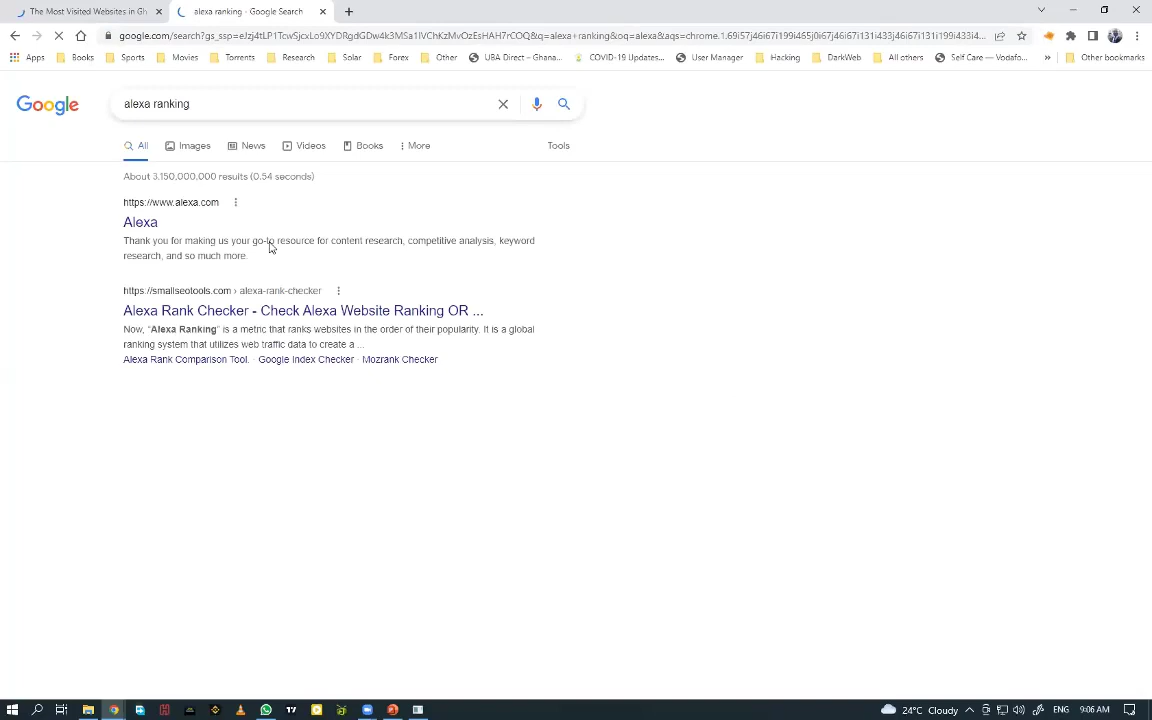 The Most Visited Websites in Gh
alexa ranking - Google Search
google.com/search?gs_ssp=eJzj4tLP1TcwSjcxLo9XYDRgdGDw4k3MSa1IVChKzMvOzEsHAH7rCOQ&q=alexa+ranking&oq=alexa&aqs=chrome.1.69i57j46i67i199i465j0i67j46i67i131i433j46i67i131i199i433i4...
Apps Books Sports Movies Torrents Research Solar Forex Other UBA Direct – Ghana... COVID-19 Updates... User Manager Hacking DarkWeb All others Self Care — Vodafo... » Other bookmarks
Google
alexa ranking
All Images News Videos Books More Tools
About 3,150,000,000 results (0.54 seconds)
https://www.alexa.com
Alexa
Thank you for making us your go-to resource for content research, competitive analysis, keyword
research, and so much more.
https://smallseotools.com › alexa-rank-checker
Alexa Rank Checker - Check Alexa Website Ranking OR ...
Now, “Alexa Ranking” is a metric that ranks websites in the order of their popularity. It is a global
ranking system that utilizes web traffic data to create a ...
Alexa Rank Comparison Tool. · Google Index Checker · Mozrank Checker
24°C Cloudy ENG 9:06 AM